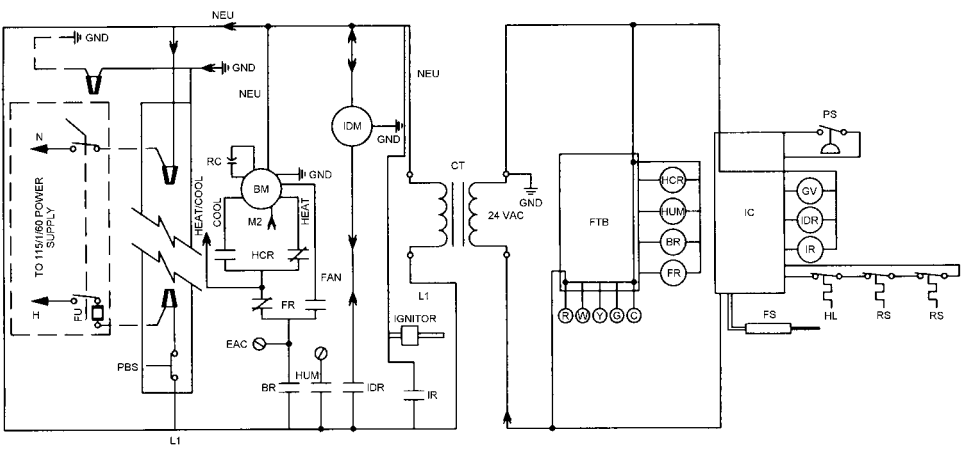 NEU
GND
GND
NEU
NEU
PS
IDM
GND
N
RC
GND
CT
BM
HCR
GV
TO 115/1/60 POWER
SUPPLY
HEAT/COOL
COOL
M2
HEAT
24 VAC
GND
FTB
HUM
IC
IDR
HCR
BR
IR
FAN
FR
H
FU
FR
L1
IGNITOR
R W Y G C
HL
RS
RS
EAC
FS
PBS
BR
HUM
IDR
IR
L1